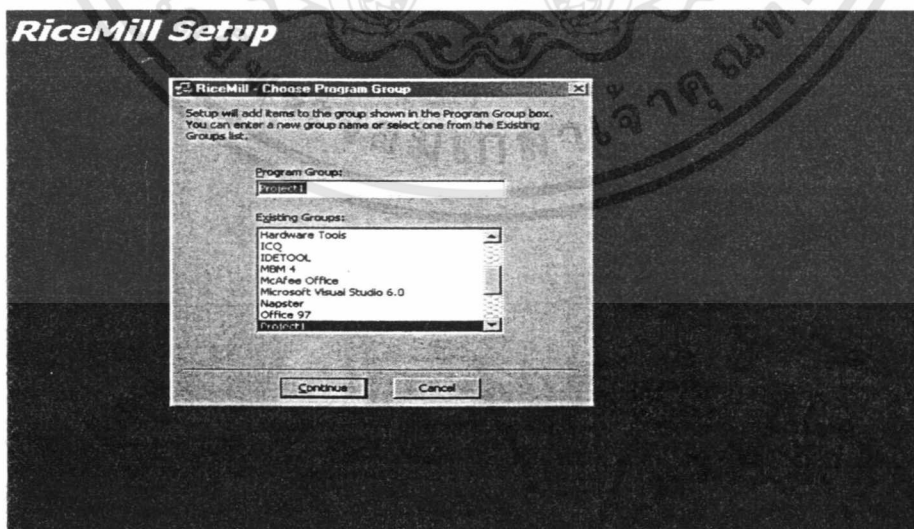 RiceMill Setup
RiceMill - Choose Program Group
Setup will add items to the group shown in the Program Group box.
You can enter a new group name or select one from the Existing
Groups list.
Program Group:
Project1
Existing Groups:
Hardware Tools
ICQ
IDETOOL
MBM 4
McAfee Office
Microsoft Visual Studio 6.0
Napster
Office 97
Project1
Continue
Cancel